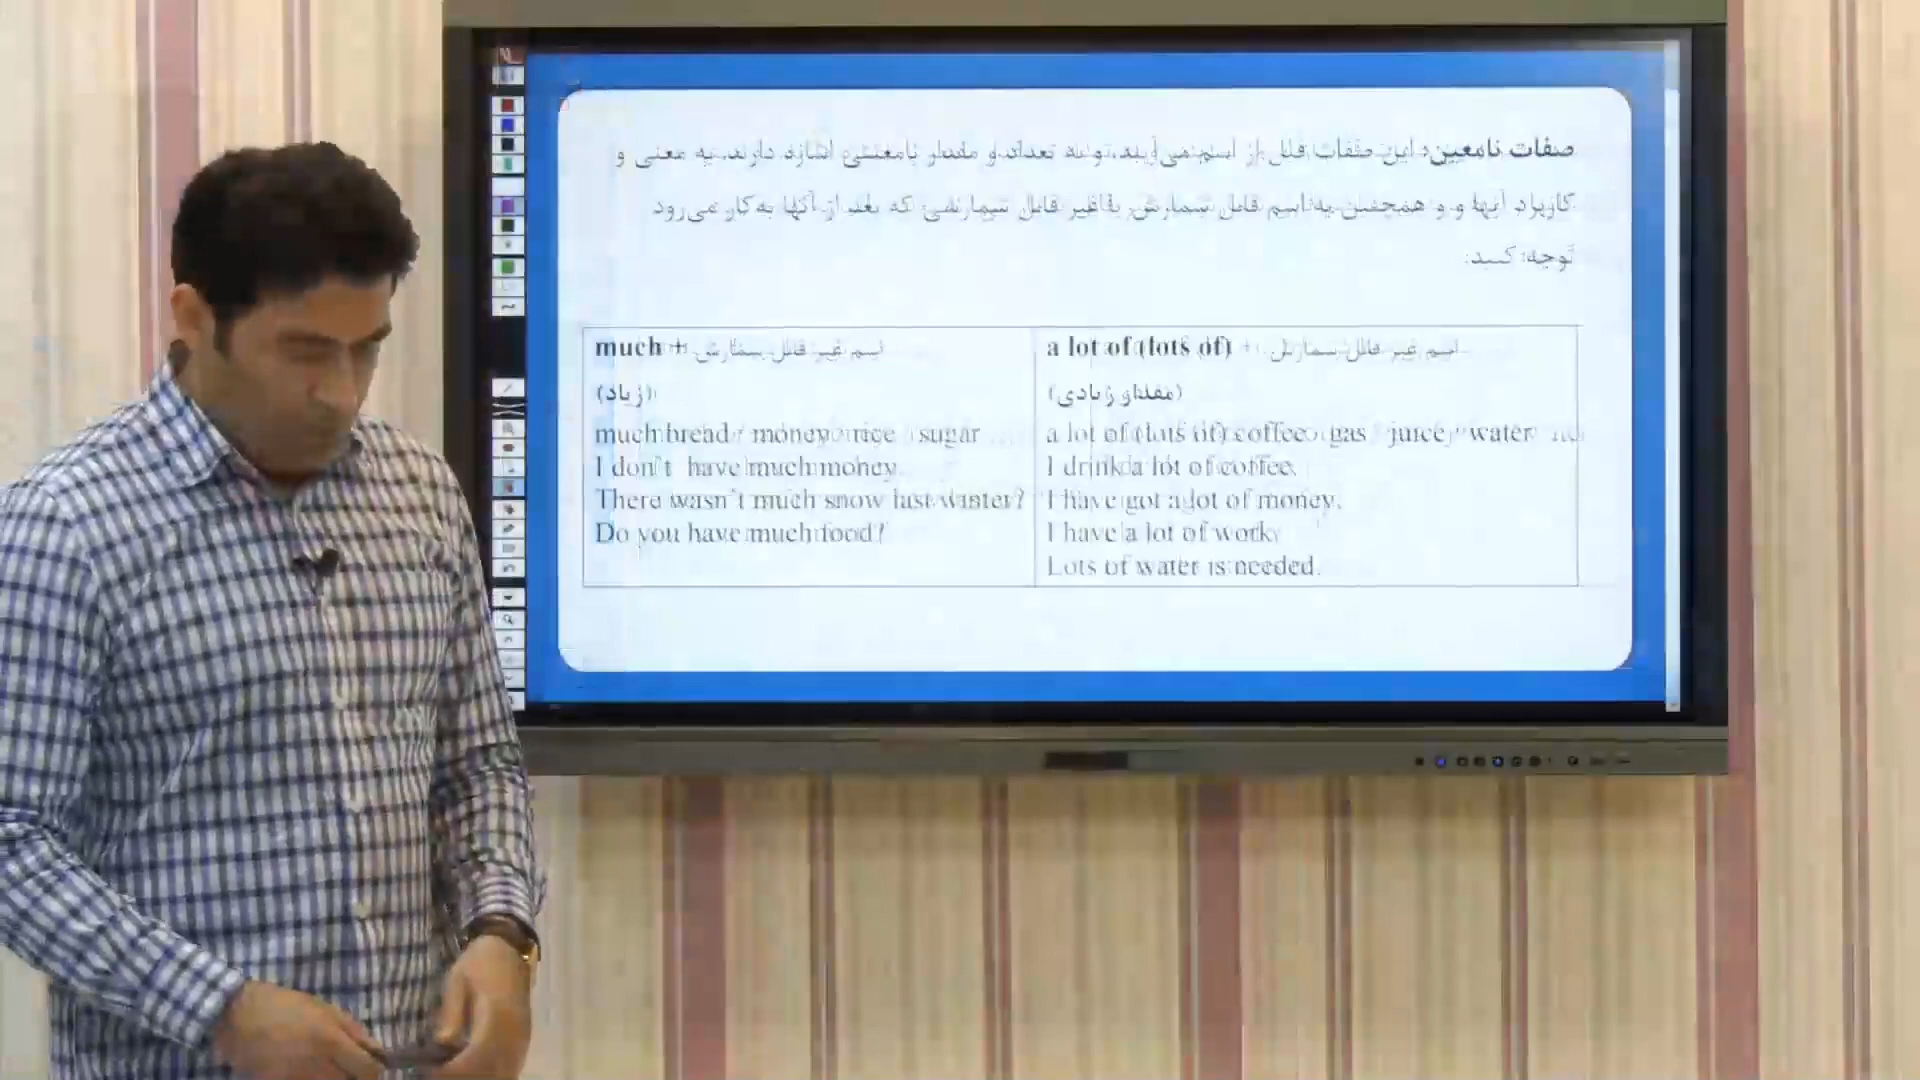 صفات نامعین: این صفات قبل از اسم می‌آیند و به تعداد و مقدار نامعینی اشاره دارند. به معنی و
کاربرد آنها و و همچنین به اسم قابل شمارش یا غیر قابل شمارشی که بعد از آنها به کار می‌رود
توجه کنید:
much + اسم غیر قابل شمارش
(زیاد)
much bread / money / rice / sugar
I don't have much money.
There wasn't much snow last winter?
Do you have much food?
a lot of (lots of) + اسم غیر قابل شمارش
(مقدار زیادی)
a lot of (lots of) coffee gas juice water
I drink a lot of coffee.
I have got a lot of money.
I have a lot of work.
Lots of water is needed.